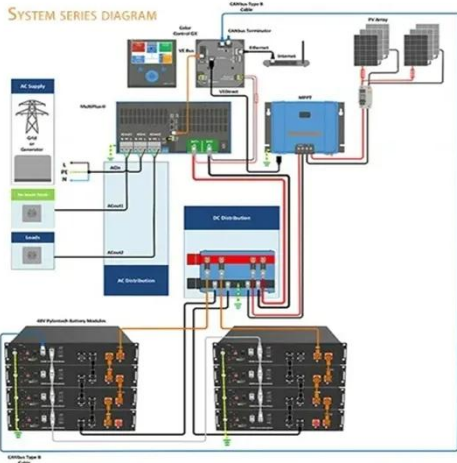 SYSTEM SERIES DIAGRAM
CANbus Type B
Cable
Color
Control GX
CANbus Terminator
PV Array
VE.Bus
Ethernet
Internet
AC Supply
VE.Direct
MultiPlus-II
MPPT
Grid
or
Generator
L
PE
N
ACin
ACout1
Loads
DC Distribution
ACout2
AC Distribution
48V Pylontech Battery Modules
CANbus Type B
Cable